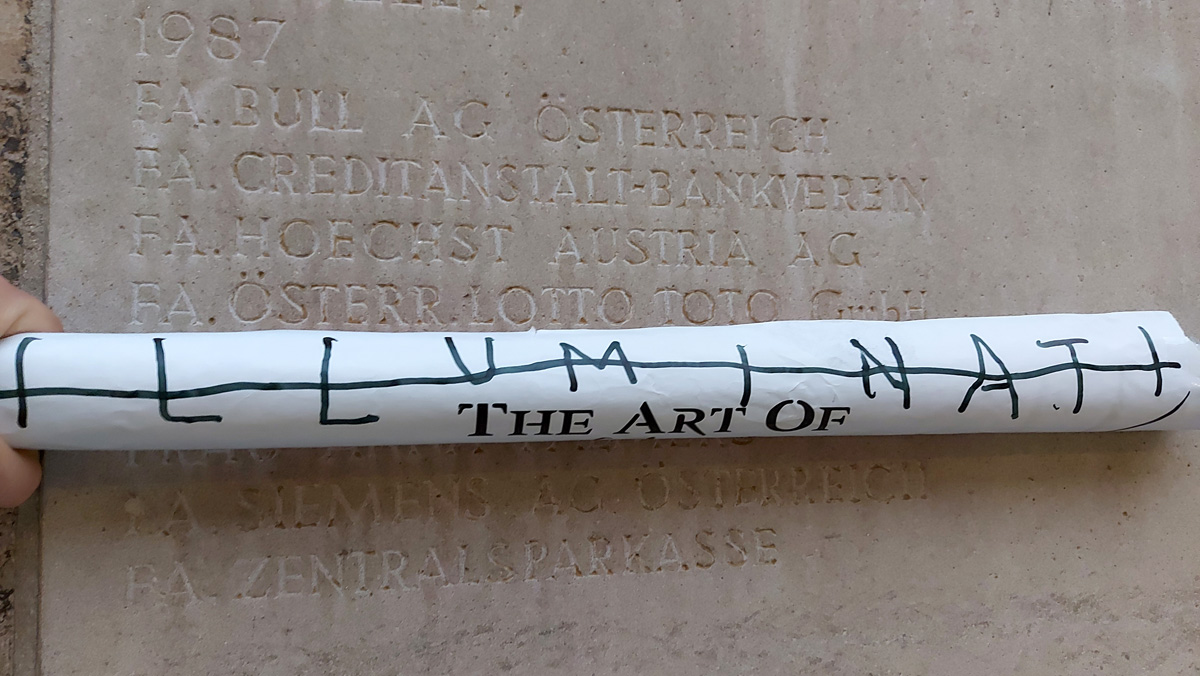 1987
FA. BULL AG ÖSTERREICH
FA. CREDITANSTALT-BANKVEREIN
FA. HOECHST AUSTRIA AG
FA. ÖSTERR. LOTTO TOTO GmbH
ILLUMINATI
THE ART OF
FA. SIEMENS AG ÖSTERREICH
FA. ZENTRALSPARKASSE